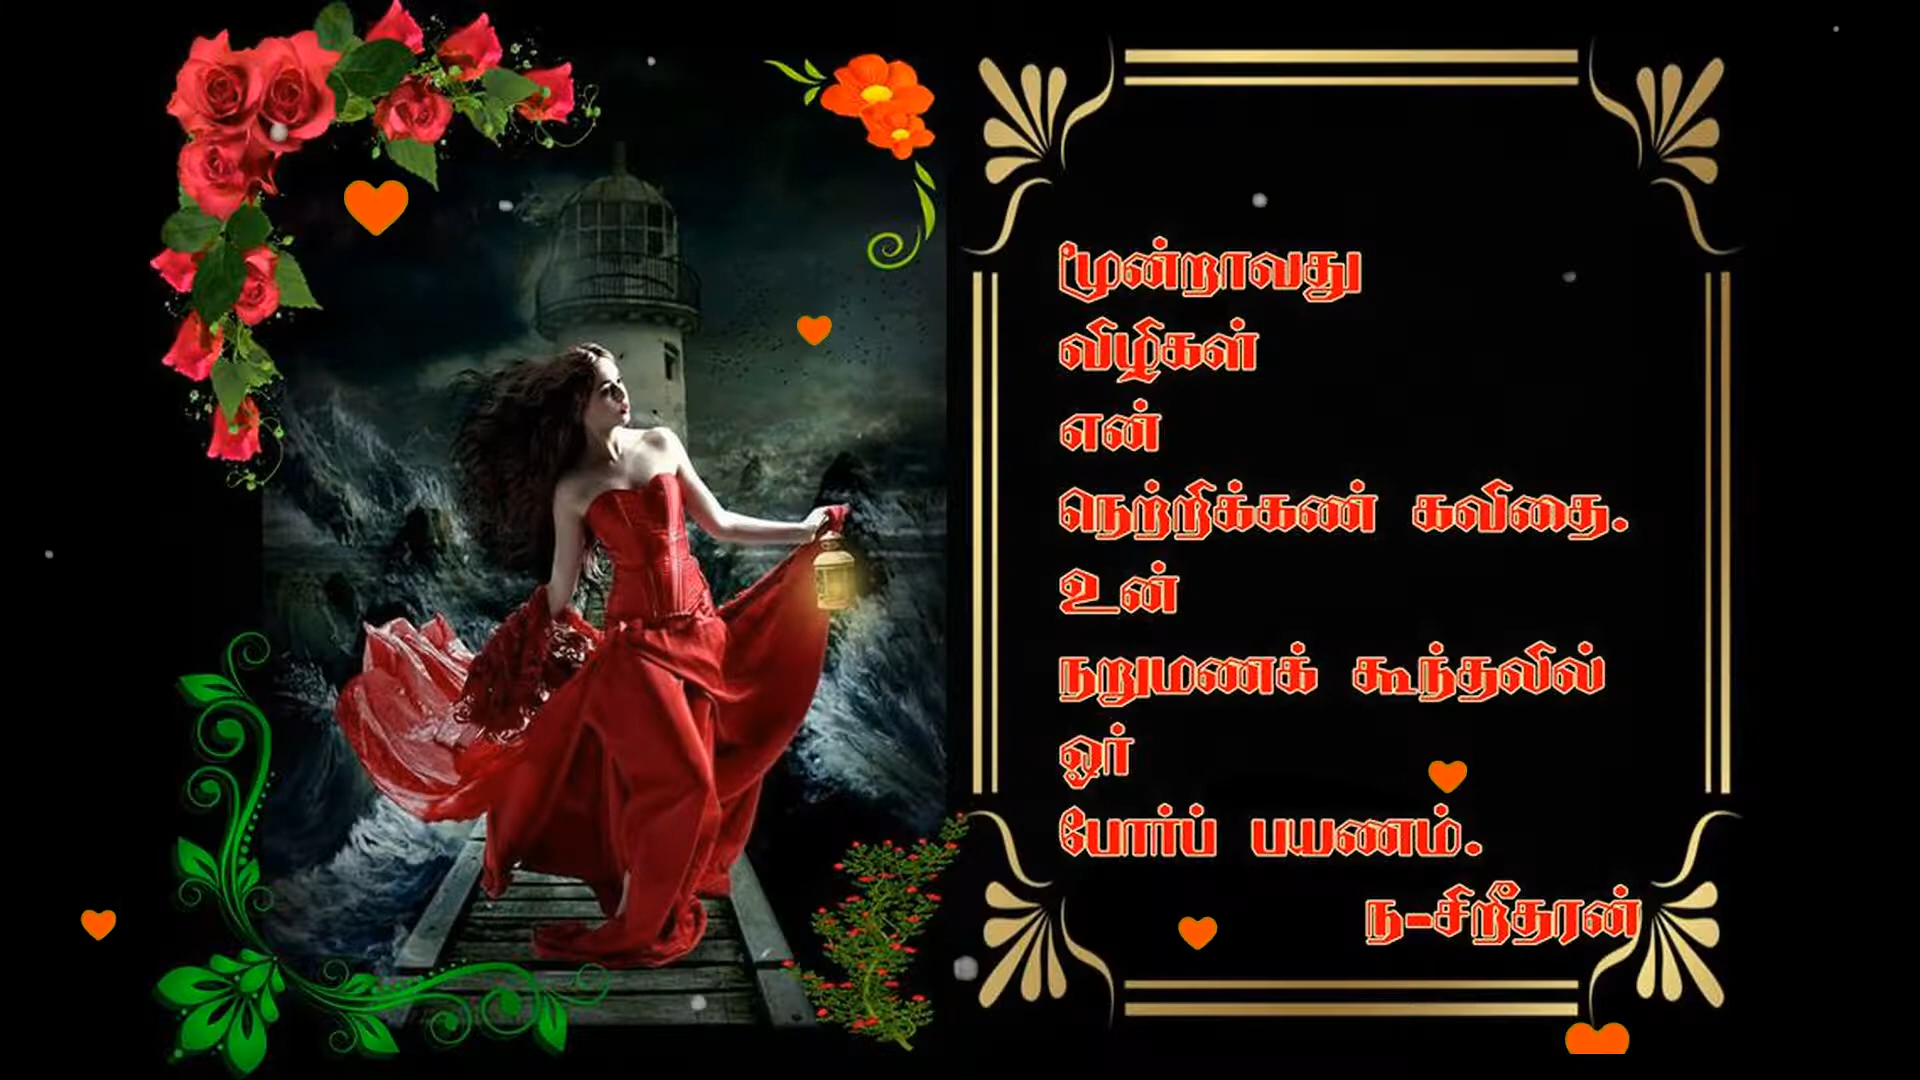 மூன்றாவது
விழிகள்
என்
நெற்றிக்கண் கவிதை.
உன்
நறுமணக் கூந்தலில்
ஓர்
போர்ப் பயணம்.
ந-சிறீதரன்